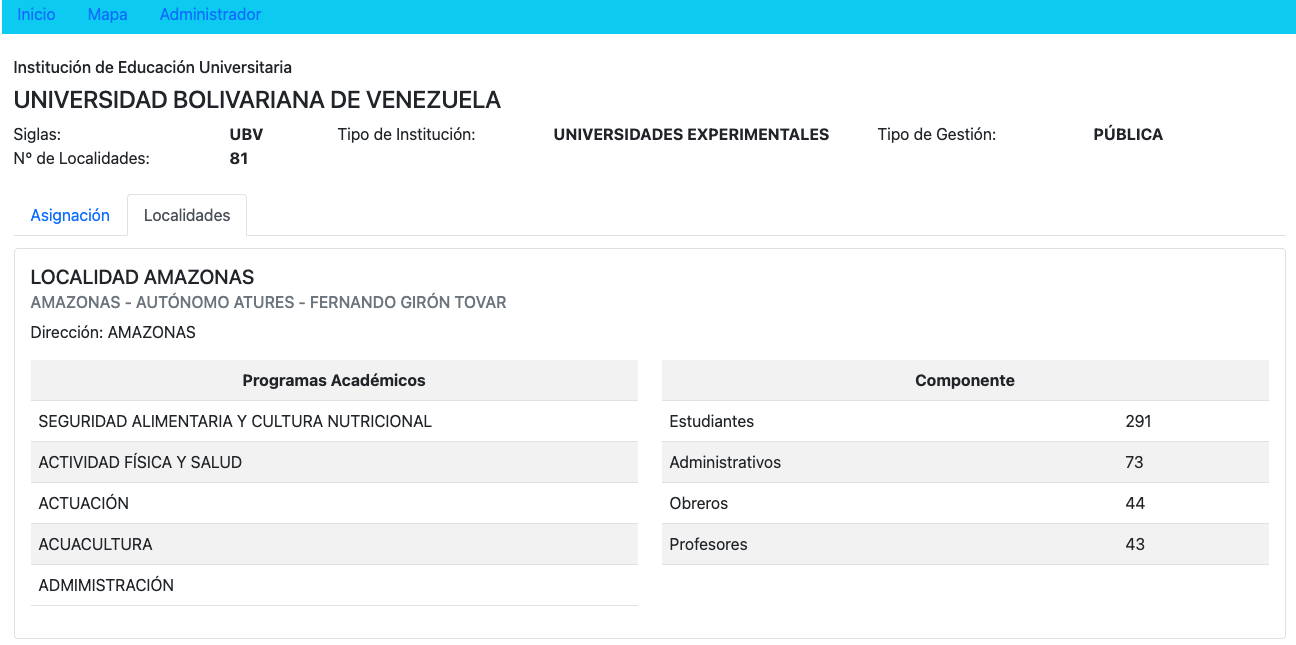 Inicio Mapa Administrador
Institución de Educación Universitaria
UNIVERSIDAD BOLIVARIANA DE VENEZUELA
Siglas: UBV Tipo de Institución: UNIVERSIDADES EXPERIMENTALES Tipo de Gestión: PÚBLICA
N° de Localidades: 81
Asignación Localidades
LOCALIDAD AMAZONAS
AMAZONAS - AUTÓNOMO ATURES - FERNANDO GIRÓN TOVAR
Dirección: AMAZONAS
Programas Académicos
SEGURIDAD ALIMENTARIA Y CULTURA NUTRICIONAL
ACTIVIDAD FÍSICA Y SALUD
ACTUACIÓN
ACUACULTURA
ADMIMISTRACIÓN
Componente
Estudiantes 291
Administrativos 73
Obreros 44
Profesores 43